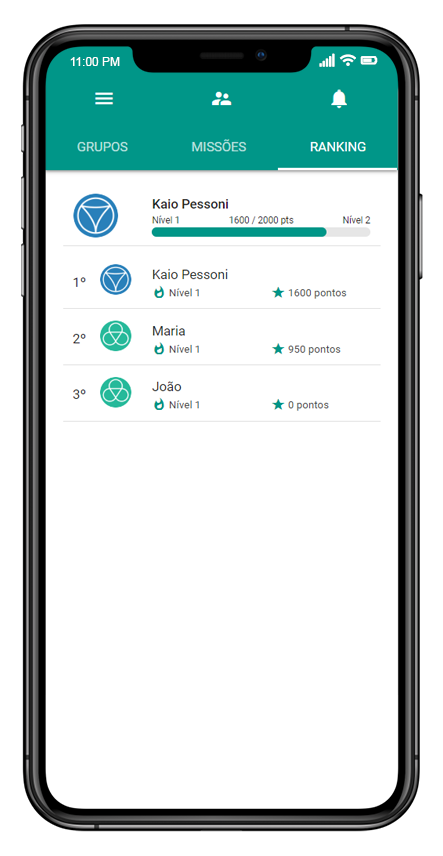 11:00 PM
GRUPOS MISSÕES RANKING
Kaio Pessoni
Nível 1 1600 / 2000 pts Nível 2
1º Kaio Pessoni
Nível 1 1600 pontos
2º Maria
Nível 1 950 pontos
3º João
Nível 1 0 pontos